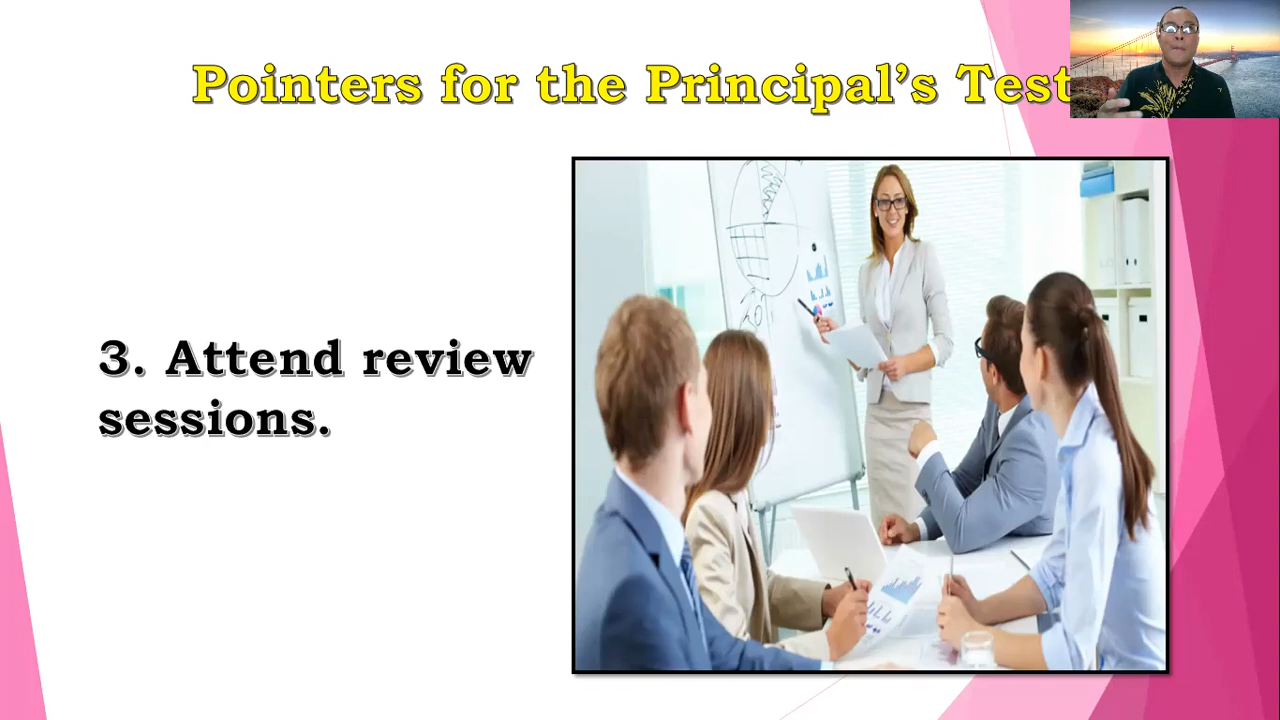 Pointers for the Principal's Test
3. Attend review
sessions.